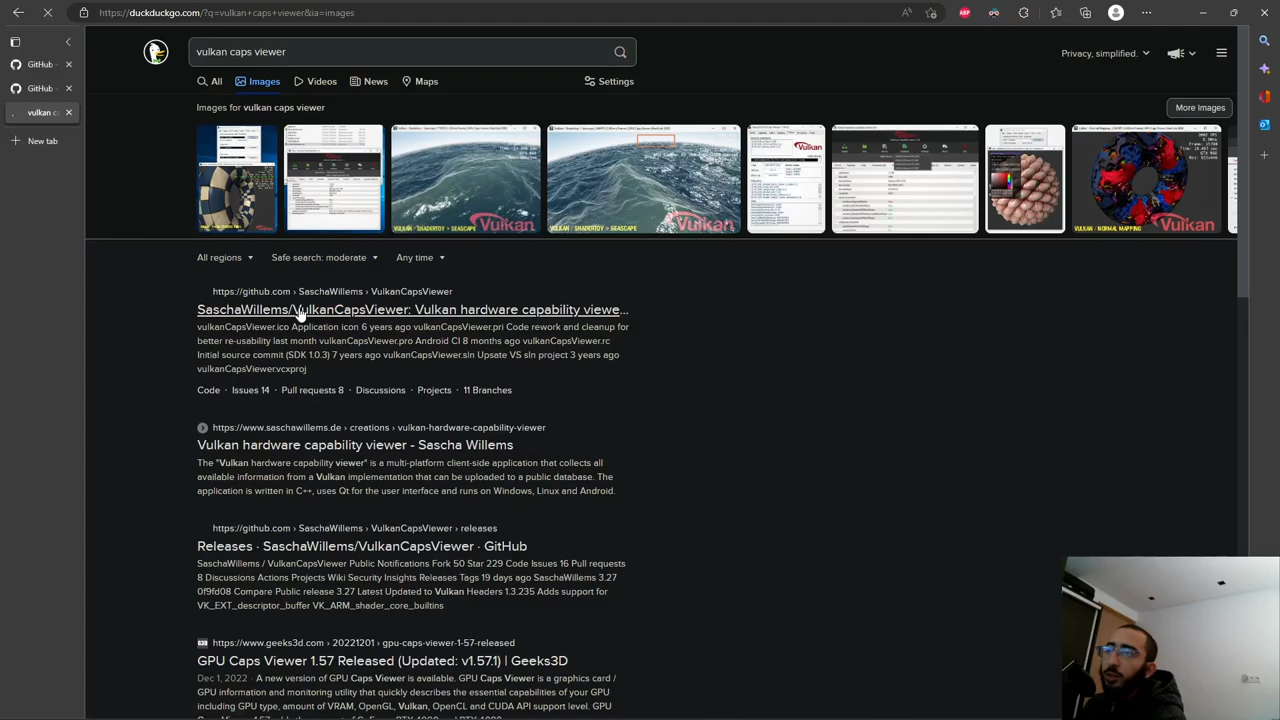 https://duckduckgo.com/?q=vulkan+caps+viewer&ia=images
GitHub
GitHub
vulkan ca
New tab
vulkan caps viewer
Privacy, simplified.
All
Images
Videos
News
Maps
Settings
Images for vulkan caps viewer
More Images
VULKAN / SHADERTOY > SEASCAPE
VULKAN / SHADERTOY > SEASCAPE
Vulkan
Vulkan
Vulkan
VULKAN / NORMAL MAPPING
Vulkan
All regions
Safe search: moderate
Any time
https://github.com › SaschaWillems › VulkanCapsViewer
SaschaWillems/VulkanCapsViewer: Vulkan hardware capability viewe...
vulkanCapsViewer.ico Application icon 6 years ago vulkanCapsViewer.pri Code rework and cleanup for
better re-usability last month vulkanCapsViewer.pro Android CI 8 months ago vulkanCapsViewer.rc
Initial source commit (SDK 1.0.3) 7 years ago vulkanCapsViewer.sln Upsate VS sln project 3 years ago
vulkanCapsViewer.vcxproj
Code · Issues 14 · Pull requests 8 · Discussions · Projects · 11 Branches
https://www.saschawillems.de › creations › vulkan-hardware-capability-viewer
Vulkan hardware capability viewer - Sascha Willems
The "Vulkan hardware capability viewer" is a multi-platform client-side application that collects all
available information from a Vulkan implementation that can be uploaded to a public database. The
application is written in C++, uses Qt for the user interface and runs on Windows, Linux and Android.
https://github.com › SaschaWillems › VulkanCapsViewer › releases
Releases · SaschaWillems/VulkanCapsViewer · GitHub
SaschaWillems / VulkanCapsViewer Public Notifications Fork 50 Star 229 Code Issues 16 Pull requests
8 Discussions Actions Projects Wiki Security Insights Releases Tags 19 days ago SaschaWillems 3.27
0f9fd08 Compare Public release 3.27 Latest Updated to Vulkan Headers 1.3.235 Adds support for
VK_EXT_descriptor_buffer VK_ARM_shader_core_builtins
https://www.geeks3d.com › 20221201 › gpu-caps-viewer-1-57-released
GPU Caps Viewer 1.57 Released (Updated: v1.57.1) | Geeks3D
Dec 1, 2022 · A new version of GPU Caps Viewer is available. GPU Caps Viewer is a graphics card /
GPU information and monitoring utility that quickly describes the essential capabilities of your GPU
including GPU type, amount of VRAM, OpenGL, Vulkan, OpenCL and CUDA API support level. GPU